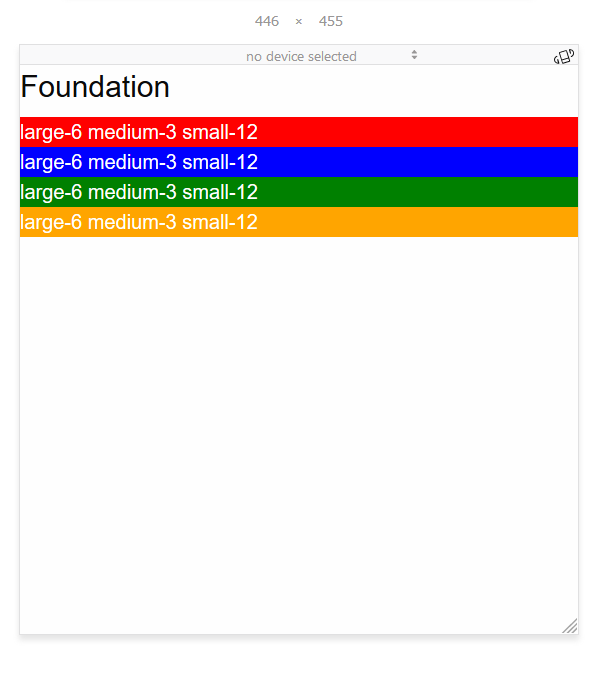 446 × 455
no device selected
Foundation
large-6 medium-3 small-12
large-6 medium-3 small-12
large-6 medium-3 small-12
large-6 medium-3 small-12